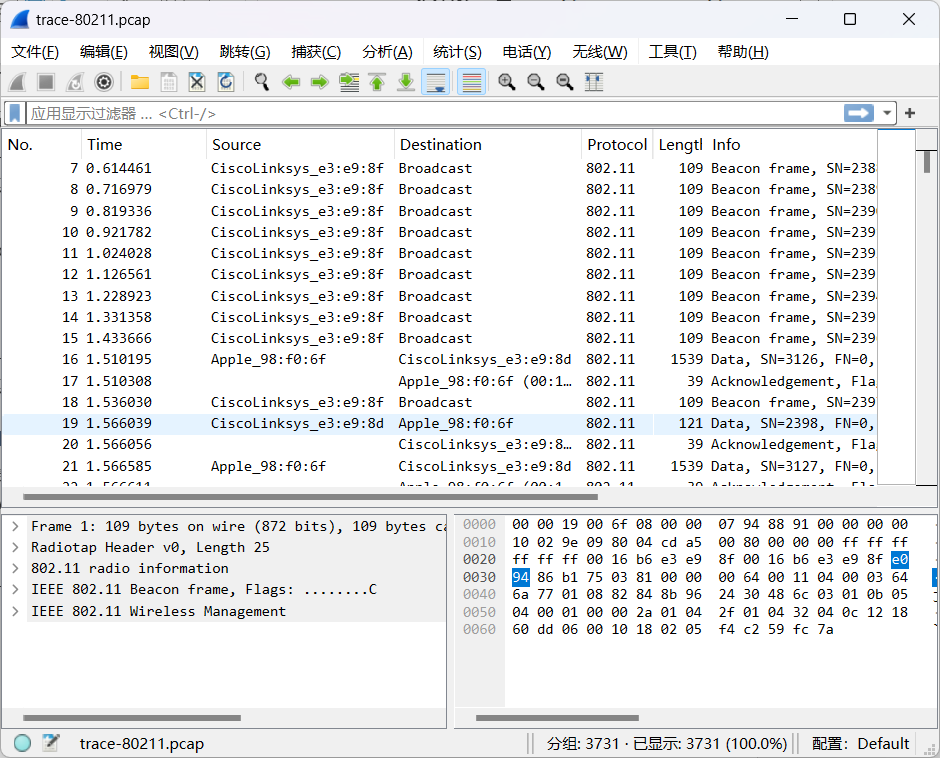 trace-80211.pcap
文件(F) 编辑(E) 视图(V) 跳转(G) 捕获(C) 分析(A) 统计(S) 电话(Y) 无线(W) 工具(T) 帮助(H)
应用显示过滤器 … <Ctrl-/>
No. Time Source Destination Protocol Lengtl Info
7 0.614461 CiscoLinksys_e3:e9:8f Broadcast 802.11 109 Beacon frame, SN=238
8 0.716979 CiscoLinksys_e3:e9:8f Broadcast 802.11 109 Beacon frame, SN=238
9 0.819336 CiscoLinksys_e3:e9:8f Broadcast 802.11 109 Beacon frame, SN=239
10 0.921782 CiscoLinksys_e3:e9:8f Broadcast 802.11 109 Beacon frame, SN=239
11 1.024028 CiscoLinksys_e3:e9:8f Broadcast 802.11 109 Beacon frame, SN=239
12 1.126561 CiscoLinksys_e3:e9:8f Broadcast 802.11 109 Beacon frame, SN=239
13 1.228923 CiscoLinksys_e3:e9:8f Broadcast 802.11 109 Beacon frame, SN=239
14 1.331358 CiscoLinksys_e3:e9:8f Broadcast 802.11 109 Beacon frame, SN=239
15 1.433666 CiscoLinksys_e3:e9:8f Broadcast 802.11 109 Beacon frame, SN=239
16 1.510195 Apple_98:f0:6f CiscoLinksys_e3:e9:8d 802.11 1539 Data, SN=3126, FN=0,
17 1.510308 Apple_98:f0:6f (00:1… 802.11 39 Acknowledgement, Fla
18 1.536030 CiscoLinksys_e3:e9:8f Broadcast 802.11 109 Beacon frame, SN=239
19 1.566039 CiscoLinksys_e3:e9:8d Apple_98:f0:6f 802.11 121 Data, SN=2398, FN=0,
20 1.566056 CiscoLinksys_e3:e9:8… 802.11 39 Acknowledgement, Fla
21 1.566585 Apple_98:f0:6f CiscoLinksys_e3:e9:8d 802.11 1539 Data, SN=3127, FN=0,
22 1.566611 Apple_98:f0:6f (00:1… 802.11 39 Acknowledgement, Fla
Frame 1: 109 bytes on wire (872 bits), 109 bytes ca
Radiotap Header v0, Length 25
802.11 radio information
IEEE 802.11 Beacon frame, Flags: ........C
IEEE 802.11 Wireless Management
0000 00 00 19 00 6f 08 00 00 07 94 88 91 00 00 00 00
0010 10 02 9e 09 80 04 cd a5 00 80 00 00 00 ff ff ff
0020 ff ff ff 00 16 b6 e3 e9 8f 00 16 b6 e3 e9 8f e0
0030 94 86 b1 75 03 81 00 00 00 00 64 00 11 04 00 03 64
0040 6a 77 01 08 82 84 8b 96 24 30 48 6c 03 01 0b 05
0050 04 00 01 00 00 2a 01 04 2f 01 04 32 04 0c 12 18
0060 60 dd 06 00 10 18 02 05 f4 c2 59 fc 7a
trace-80211.pcap 分组: 3731 · 已显示: 3731 (100.0%) 配置: Default